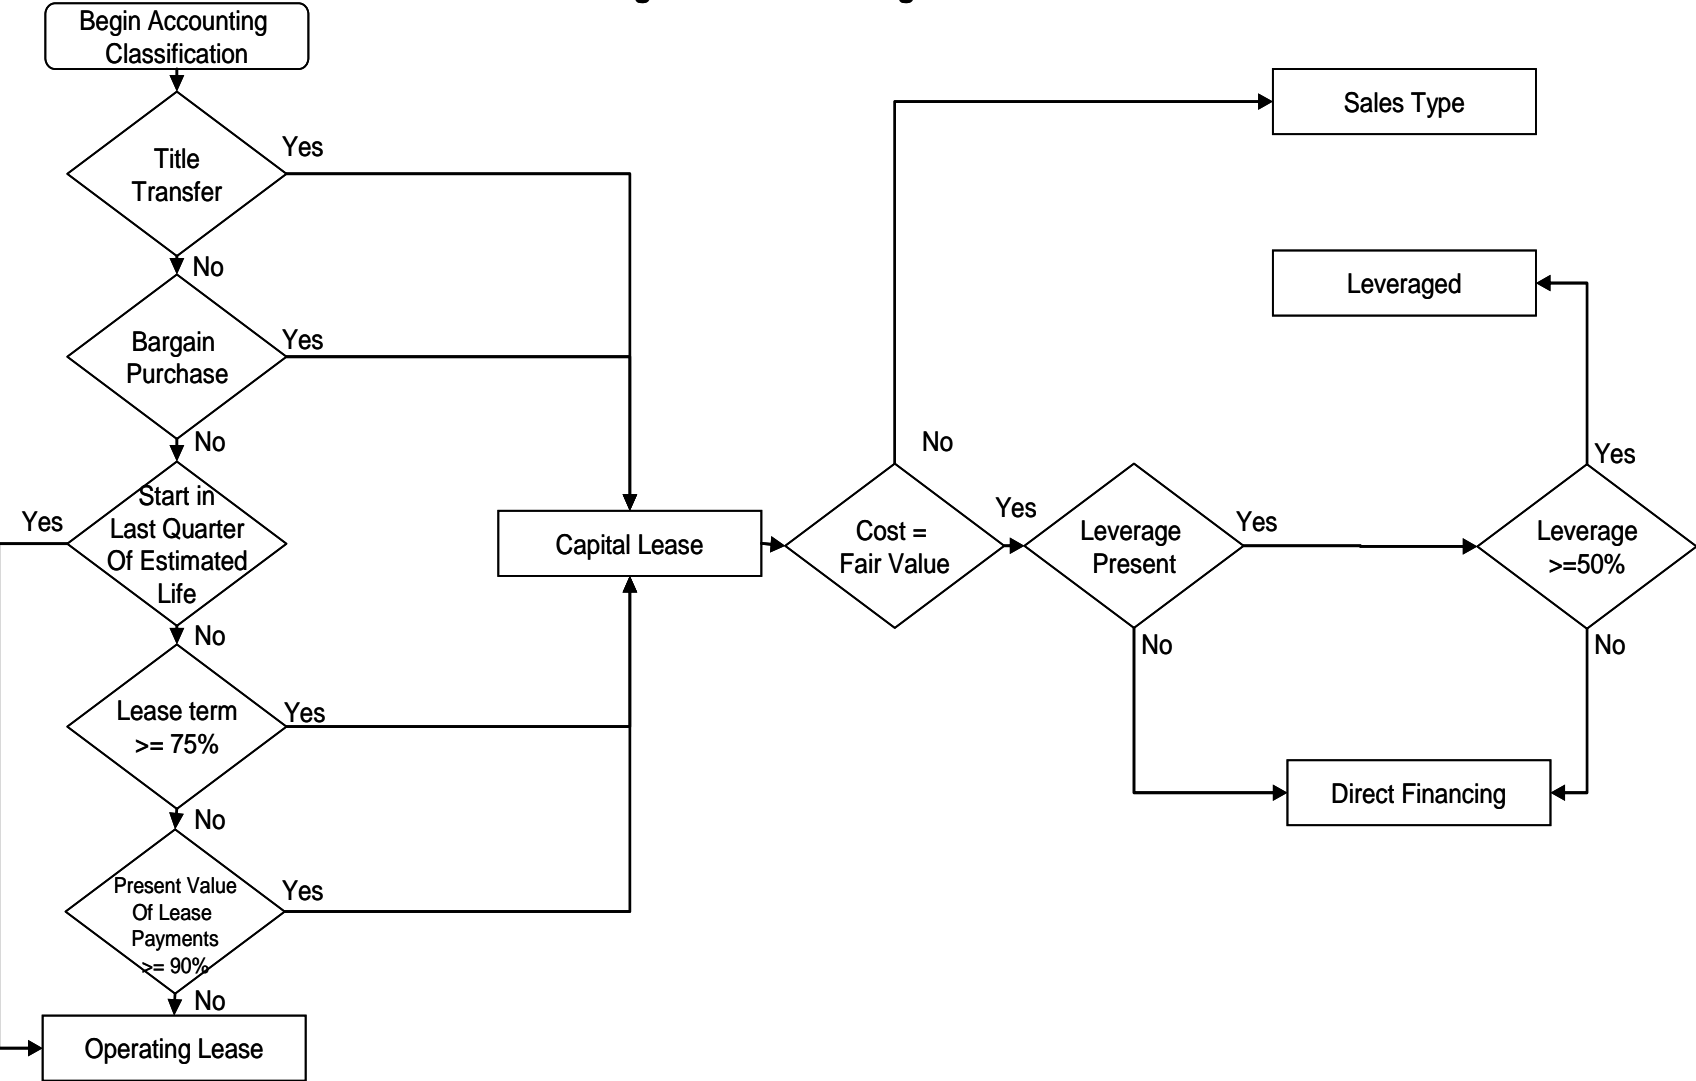 Begin Accounting
Classification
Title
Transfer
Yes
No
Bargain
Purchase
Yes
No
Start in
Last Quarter
Of Estimated
Life
Yes
No
Lease term
>= 75%
Yes
No
Present Value
Of Lease
Payments
>= 90%
Yes
No
Operating Lease
Capital Lease
Cost =
Fair Value
No
Yes
Leverage
Present
Yes
No
Leverage
>=50%
Yes
No
Sales Type
Leveraged
Direct Financing